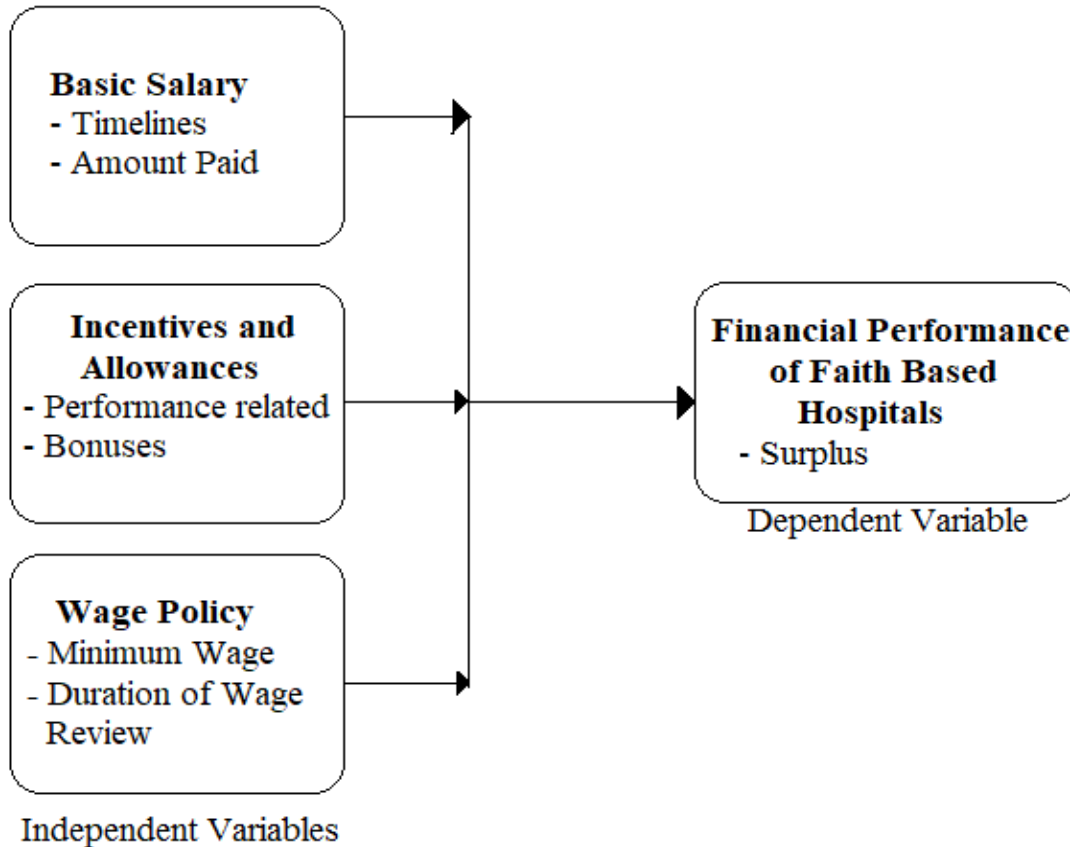 Basic Salary
- Timelines
- Amount Paid
Incentives and
Allowances
- Performance related
- Bonuses
Wage Policy
- Minimum Wage
- Duration of Wage
Review
Independent Variables
Financial Performance
of Faith Based
Hospitals
- Surplus
Dependent Variable